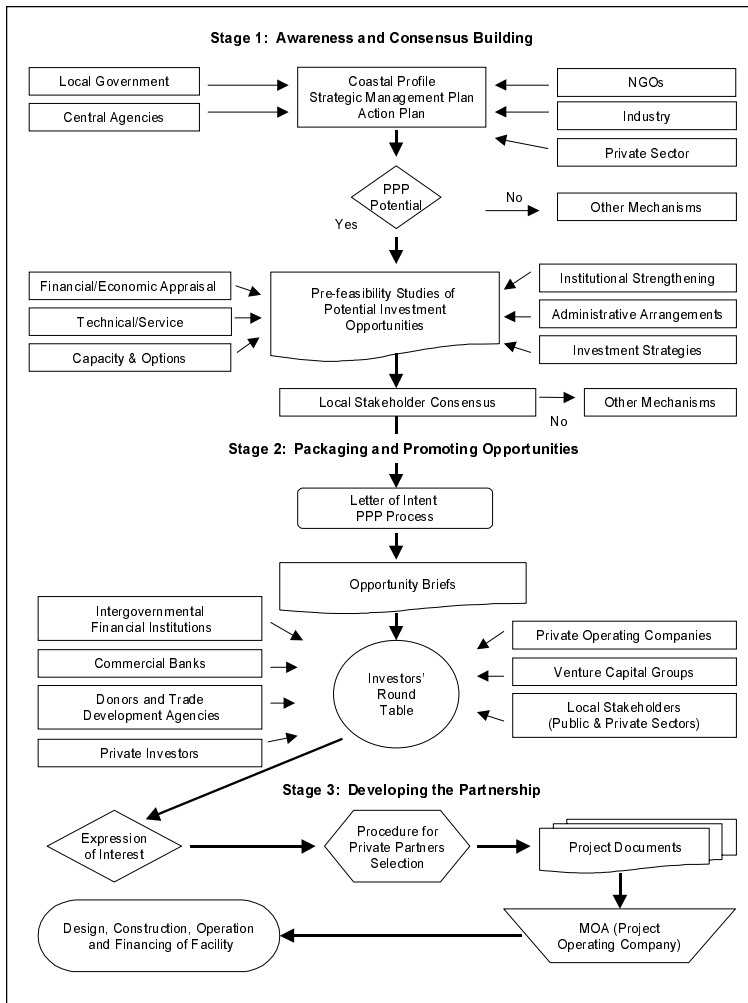 Stage 1: Awareness and Consensus Building
Local Government
Central Agencies
Coastal Profile
Strategic Management Plan
Action Plan
NGOs
Industry
Private Sector
PPP
Potential
No
Other Mechanisms
Yes
Financial/Economic Appraisal
Technical/Service
Capacity & Options
Pre-feasibility Studies of
Potential Investment
Opportunities
Institutional Strengthening
Administrative Arrangements
Investment Strategies
Local Stakeholder Consensus
Other Mechanisms
No
Stage 2: Packaging and Promoting Opportunities
Letter of Intent
PPP Process
Opportunity Briefs
Intergovernmental
Financial Institutions
Commercial Banks
Donors and Trade
Development Agencies
Private Investors
Investors'
Round
Table
Private Operating Companies
Venture Capital Groups
Local Stakeholders
(Public & Private Sectors)
Stage 3: Developing the Partnership
Expression
of Interest
Procedure for
Private Partners
Selection
Project Documents
Design, Construction, Operation
and Financing of Facility
MOA (Project
Operating Company)